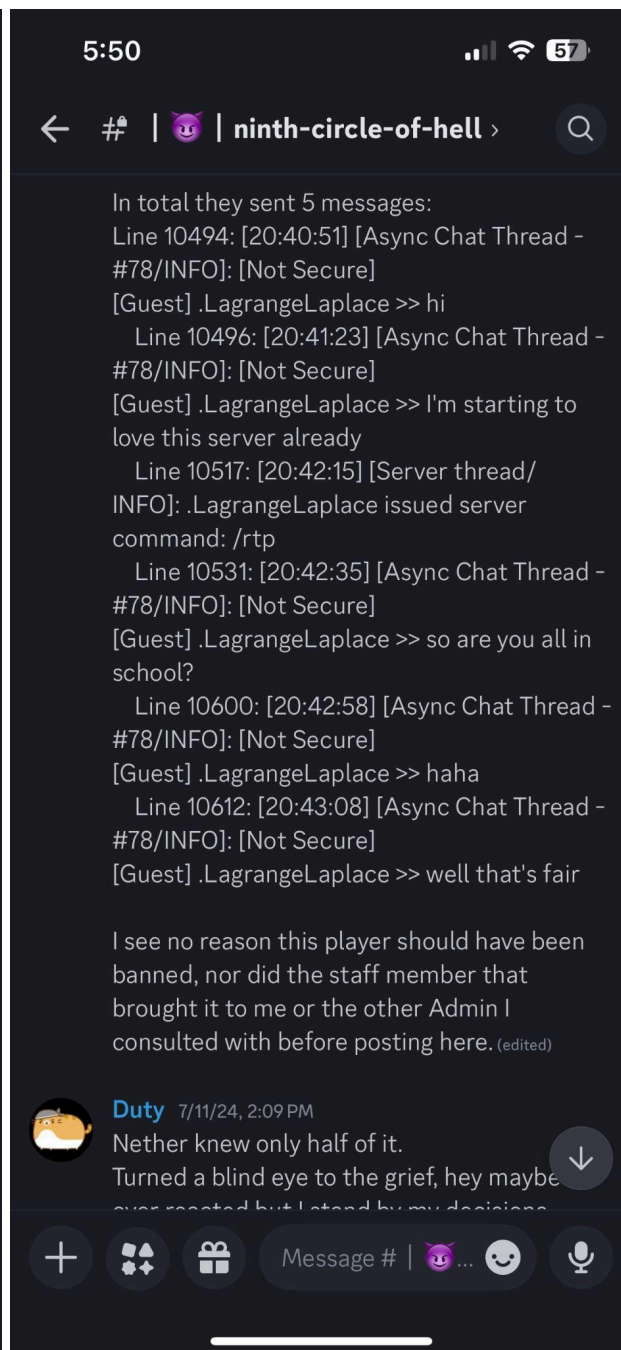 5:50
57
# | 😈 | ninth-circle-of-hell ›
In total they sent 5 messages:
Line 10494: [20:40:51] [Async Chat Thread -
#78/INFO]: [Not Secure]
[Guest] .LagrangeLaplace >> hi
Line 10496: [20:41:23] [Async Chat Thread -
#78/INFO]: [Not Secure]
[Guest] .LagrangeLaplace >> I'm starting to
love this server already
Line 10517: [20:42:15] [Server thread/
INFO]: .LagrangeLaplace issued server
command: /rtp
Line 10531: [20:42:35] [Async Chat Thread -
#78/INFO]: [Not Secure]
[Guest] .LagrangeLaplace >> so are you all in
school?
Line 10600: [20:42:58] [Async Chat Thread -
#78/INFO]: [Not Secure]
[Guest] .LagrangeLaplace >> haha
Line 10612: [20:43:08] [Async Chat Thread -
#78/INFO]: [Not Secure]
[Guest] .LagrangeLaplace >> well that's fair
I see no reason this player should have been
banned, nor did the staff member that
brought it to me or the other Admin I
consulted with before posting here. (edited)
Duty 7/11/24, 2:09 PM
Nether knew only half of it.
Turned a blind eye to the grief, hey maybe
over reacted but I stand by my decisions
Message # | 😈...